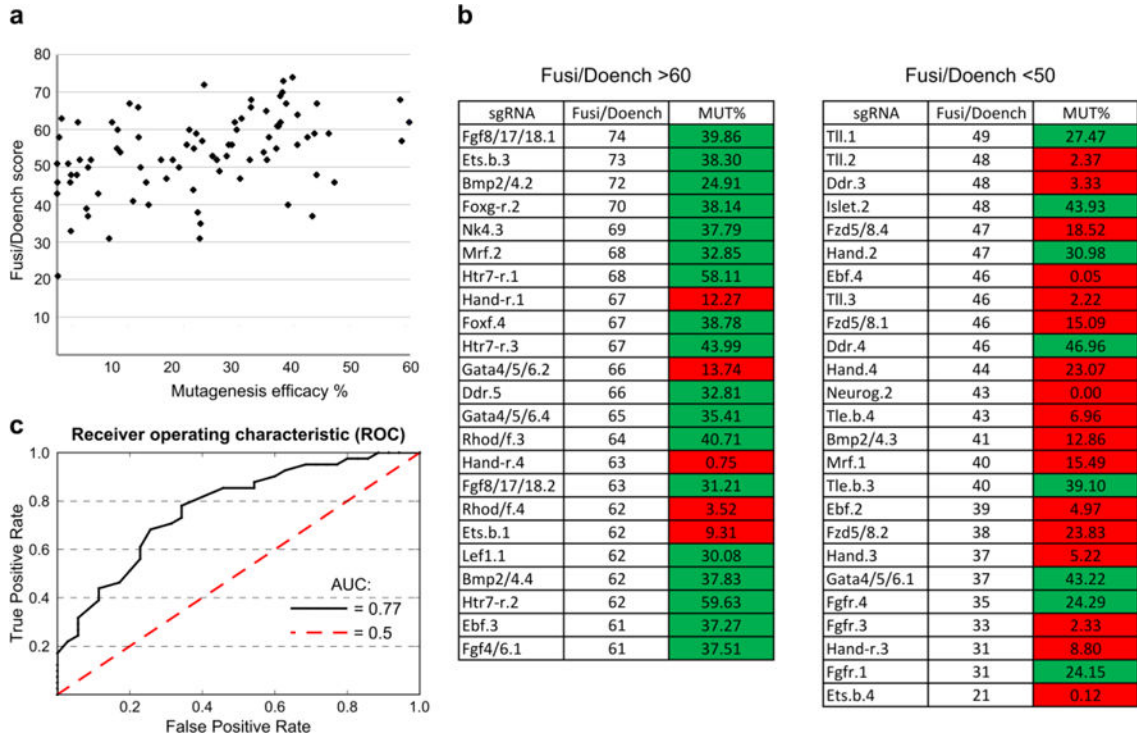 a
80
70
60
50
40
30
20
10
Fusi/Doench score
10 20 30 40 50 60
Mutagenesis efficacy %
b
Fusi/Doench >60
sgRNA Fusi/Doench MUT%
Fgf8/17/18.1 74 39.86
Ets.b.3 73 38.30
Bmp2/4.2 72 24.91
Foxg-r.2 70 38.14
Nk4.3 69 37.79
Mrf.2 68 32.85
Htr7-r.1 68 58.11
Hand-r.1 67 12.27
Foxf.4 67 38.78
Htr7-r.3 67 43.99
Gata4/5/6.2 66 13.74
Ddr.5 66 32.81
Gata4/5/6.4 65 35.41
Rhod/f.3 64 40.71
Hand-r.4 63 0.75
Fgf8/17/18.2 63 31.21
Rhod/f.4 62 3.52
Ets.b.1 62 9.31
Lef1.1 62 30.08
Bmp2/4.4 62 37.83
Htr7-r.2 62 59.63
Ebf.3 61 37.27
Fgf4/6.1 61 37.51
Fusi/Doench <50
sgRNA Fusi/Doench MUT%
Tll.1 49 27.47
Tll.2 48 2.37
Ddr.3 48 3.33
Islet.2 48 43.93
Fzd5/8.4 47 18.52
Hand.2 47 30.98
Ebf.4 46 0.05
Tll.3 46 2.22
Fzd5/8.1 46 15.09
Ddr.4 46 46.96
Hand.4 44 23.07
Neurog.2 43 0.00
Tle.b.4 43 6.96
Bmp2/4.3 41 12.86
Mrf.1 40 15.49
Tle.b.3 40 39.10
Ebf.2 39 4.97
Fzd5/8.2 38 23.83
Hand.3 37 5.22
Gata4/5/6.1 37 43.22
Fgfr.4 35 24.29
Fgfr.3 33 2.33
Hand-r.3 31 8.80
Fgfr.1 31 24.15
Ets.b.4 21 0.12
c
Receiver operating characteristic (ROC)
1.0
0.8
0.6
0.4
0.2
True Positive Rate
AUC:
= 0.77
= 0.5
0.2 0.4 0.6 0.8 1.0
False Positive Rate